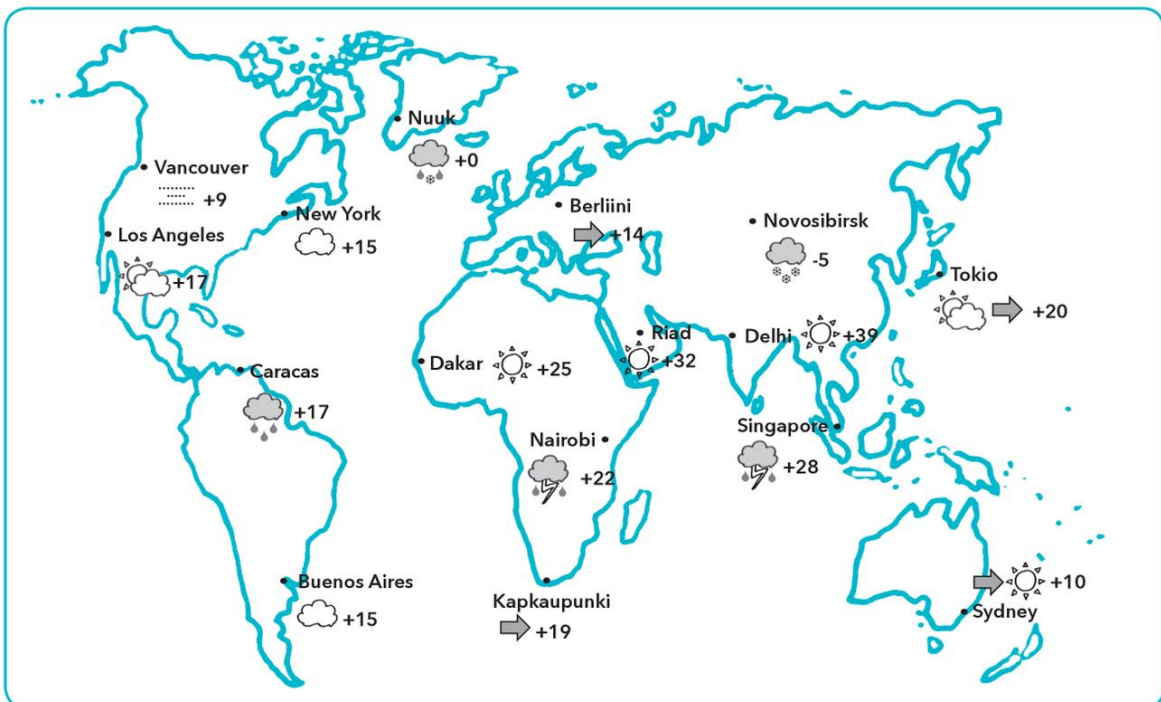 Nuuk
+0
Vancouver
+9
New York
+15
Los Angeles
+17
Berliini
+14
Novosibirsk
-5
Tokio
+20
Riad
+32
Delhi
+39
Dakar
+25
Caracas
+17
Nairobi
+22
Singapore
+28
Buenos Aires
+15
Kapkaupunki
+19
+10
Sydney